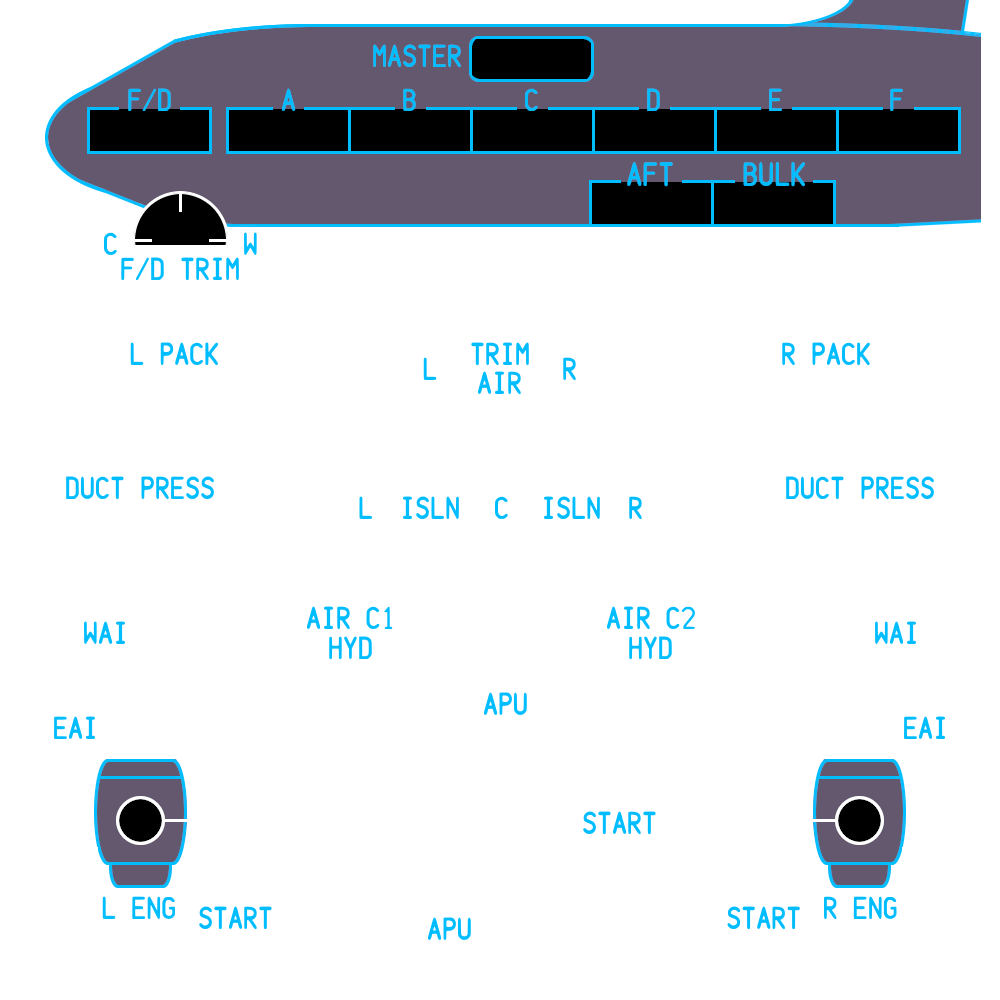 MASTER
F/D A B C D E F
AFT BULK
C W
F/D TRIM
L PACK TRIM R PACK
L R
AIR
DUCT PRESS DUCT PRESS
L ISLN C ISLN R
AIR C1 AIR C2
WAI WAI
HYD HYD
APU
EAI EAI
START
L ENG R ENG
START START
APU